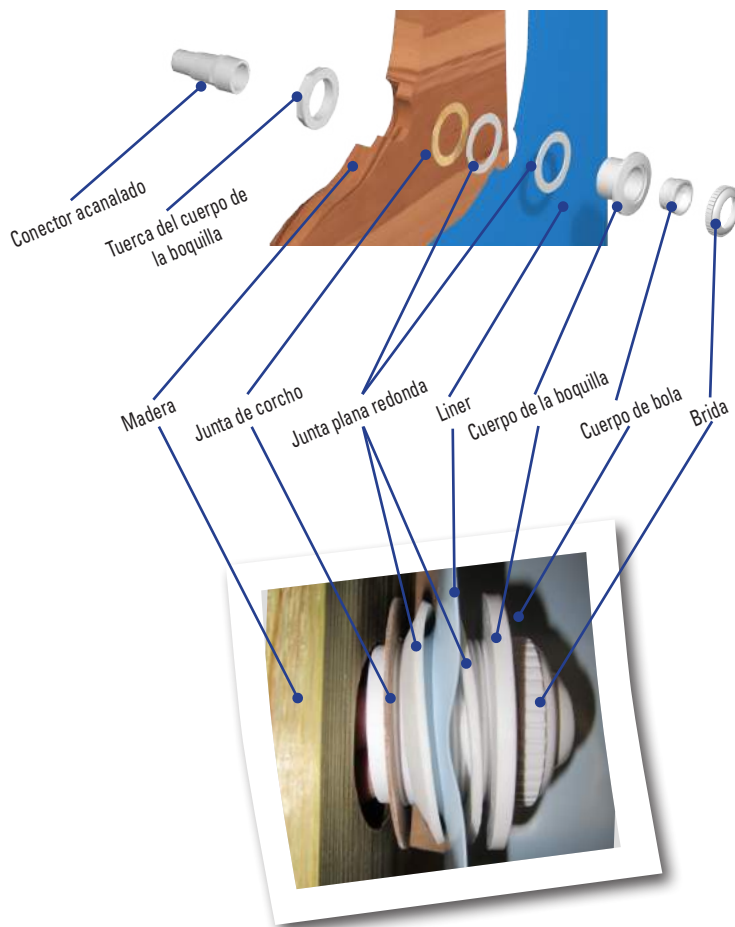 Conector acanalado
Tuerca del cuerpo de
la boquilla
Madera
Junta de corcho
Junta plana redonda
Liner
Cuerpo de la boquilla
Cuerpo de bola
Brida